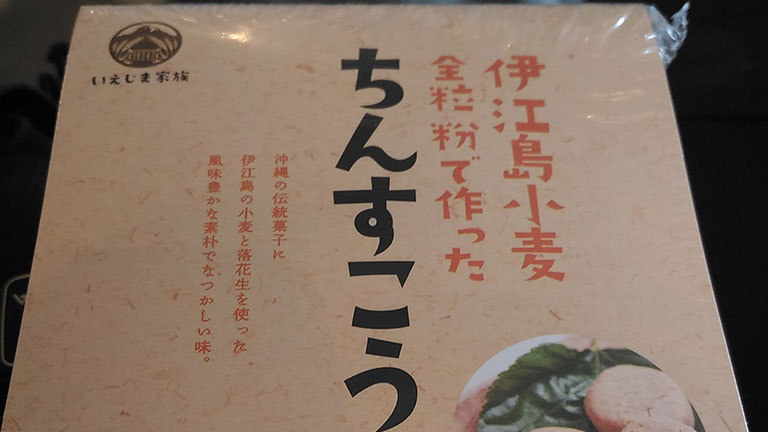 いえじま家族
伊江島小麦
全粒粉で作った
ちんすこう
沖縄の伝統菓子に
伊江島の小麦と落花生を使った
風味豊かな素朴でなつかしい味。